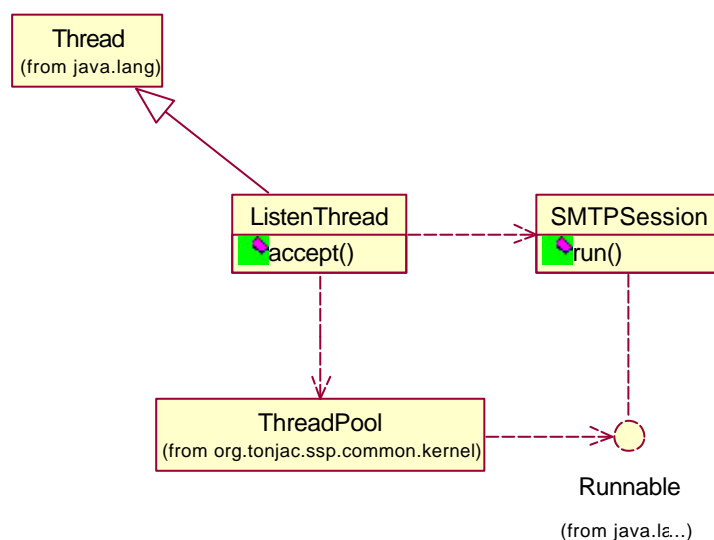 Thread
(from java.lang)
ListenThread
accept()
SMTPSession
run()
ThreadPool
(from org.tonjac.ssp.common.kernel)
Runnable
(from java.la...)